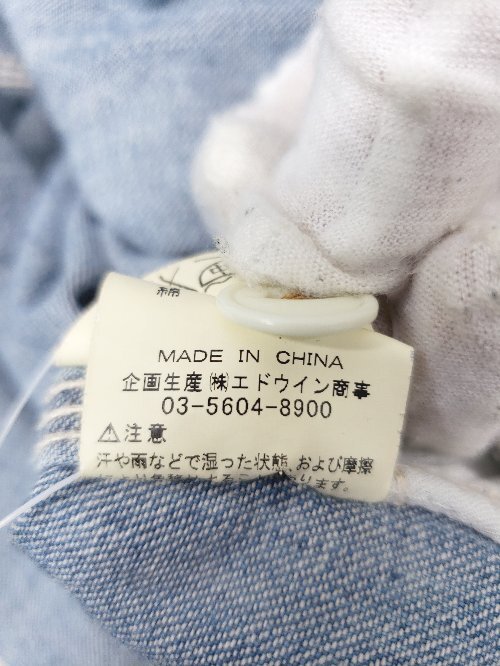 綿
MADE IN CHINA
企画生産 ㈱エドウイン商事
03-5604-8900
⚠注意
汗や雨などで湿った状態、および摩擦